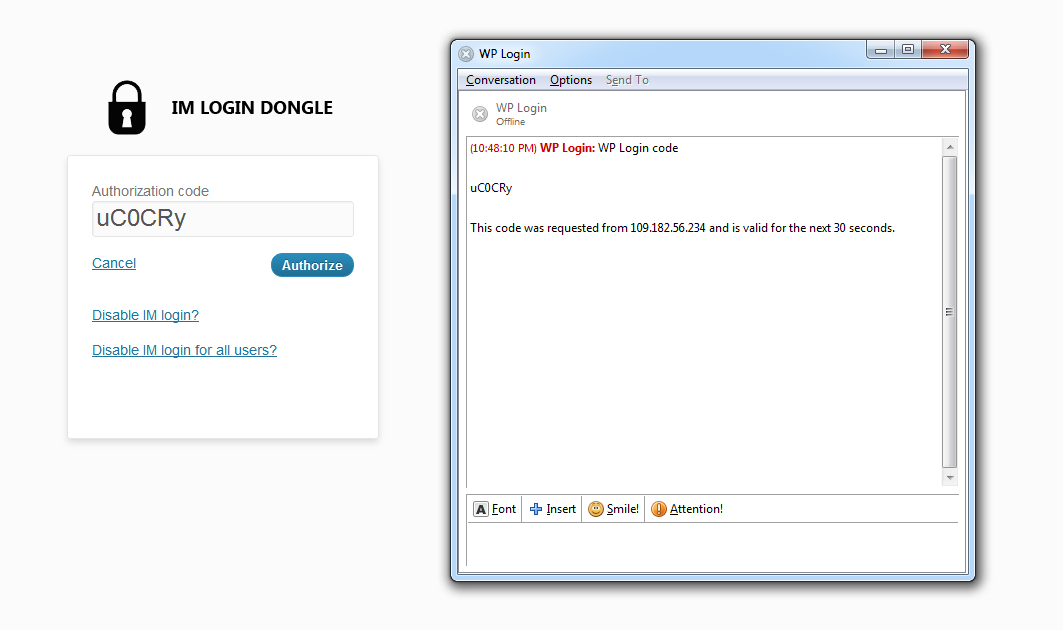 IM LOGIN DONGLE
Authorization code
uC0CRy
Cancel
Authorize
Disable IM login?
Disable IM login for all users?
WP Login
Conversation Options Send To
WP Login
Offline
(10:48:10 PM) WP Login: WP Login code
uC0CRy
This code was requested from 109.182.56.234 and is valid for the next 30 seconds.
A Font Insert Smile! Attention!